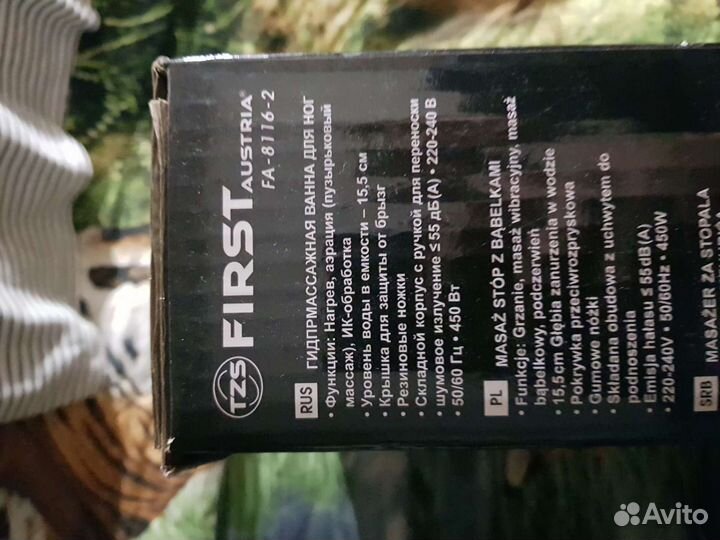 TZS
FIRST
AUSTRIA®
FA-8116-2
RUS
ГИДПРМАССАЖНАЯ ВАННА ДЛЯ НОГ
• Функции: Нагрев, аэрация (пузырьковый
массаж), ИК-обработка
• Уровень воды в емкости – 15,5 см
• Крышка для защиты от брызг
• Резиновые ножки
• Складной корпус с ручкой для переноски
• шумовое излучение ≤ 55 дБ(А) • 220-240 В
• 50/60 Гц • 450 Вт
PL
MASAŻ STÓP Z BĄBELKAMI
• Funkcje: Grzanie, masaż wibracyjny, masaż
bąbelkowy, podczerwień
• 15,5cm Głębia zanurzenia w wodzie
• Pokrywka przeciwrozpryskowa
• Gumowe nóżki
• Składana obudowa z uchwytem do
podnoszenia
• Emisja hałasu ≤ 55dB(A)
• 220-240V • 50/60Hz • 450W
SRB
MASAŽER ZA STOPALA
Avito